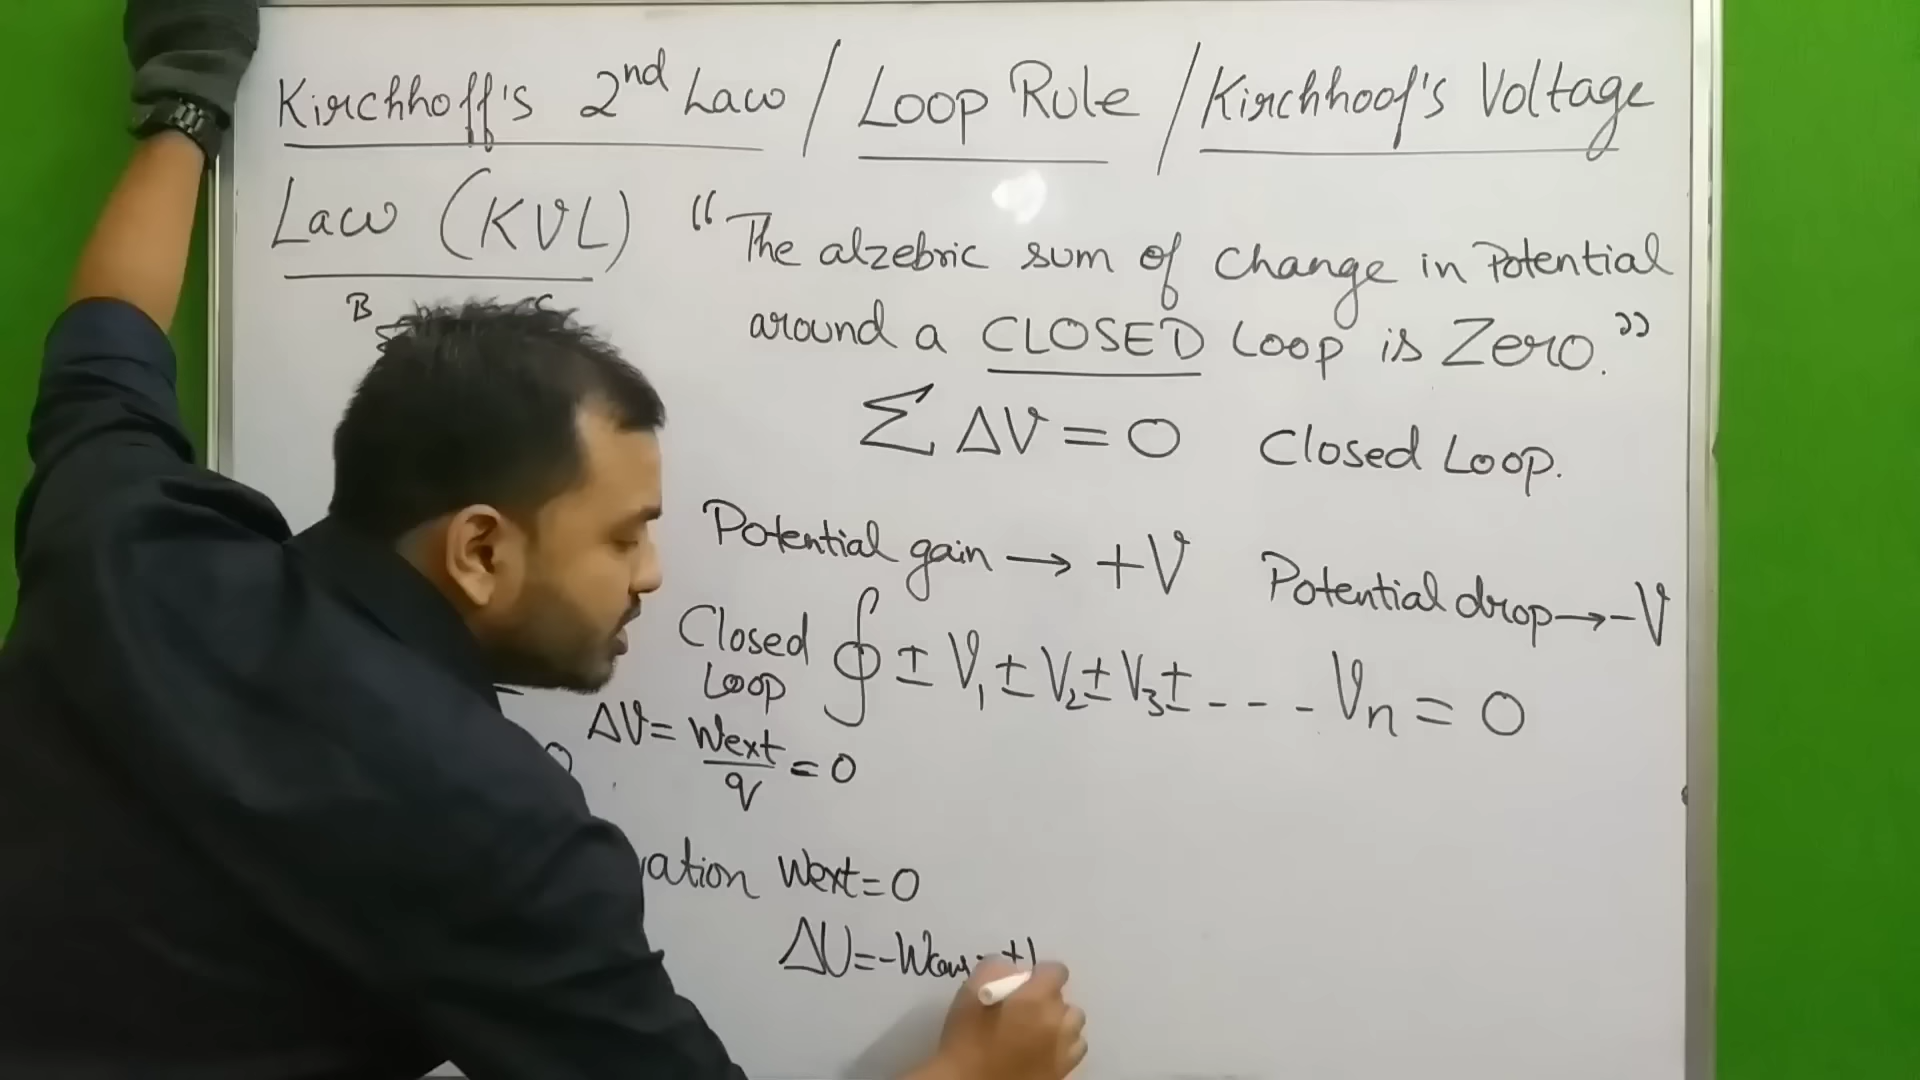 Kirchhoff's 2nd Law / Loop Rule / Kirchhoof's Voltage
Law (KVL) "The alzebric sum of change in Potential
around a CLOSED Loop is Zero."
B C
Σ ΔV = 0 Closed Loop.
Potential gain → +V Potential drop → -V
Closed Loop ∮ ± V₁ ± V₂ ± V₃ ± - - - - Vn = 0
ΔV = Wext/q = 0
Wext = 0
ΔU = -W